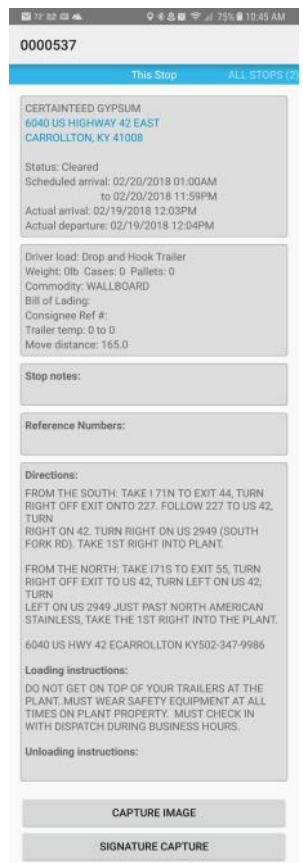 75% 10:45 AM
0000537
This Stop
ALL STOPS (2)
CERTAINTEED GYPSUM
6040 US HIGHWAY 42 EAST
CARROLLTON, KY 41008
Status: Cleared
Scheduled arrival: 02/20/2018 01:00AM
to 02/20/2018 11:59PM
Actual arrival: 02/19/2018 12:03PM
Actual departure: 02/19/2018 12:04PM
Driver load: Drop and Hook Trailer
Weight: 0lb Cases: 0 Pallets: 0
Commodity: WALLBOARD
Bill of Lading:
Consignee Ref #:
Trailer temp: 0 to 0
Move distance: 165.0
Stop notes:
Reference Numbers:
Directions:
FROM THE SOUTH: TAKE I 71N TO EXIT 44, TURN
RIGHT OFF EXIT ONTO 227. FOLLOW 227 TO US 42,
TURN
RIGHT ON 42. TURN RIGHT ON US 2949 (SOUTH
FORK RD). TAKE 1ST RIGHT INTO PLANT.
FROM THE NORTH: TAKE I71S TO EXIT 55, TURN
RIGHT OFF EXIT TO US 42, TURN LEFT ON US 42;
TURN
LEFT ON US 2949 JUST PAST NORTH AMERICAN
STAINLESS, TAKE THE 1ST RIGHT INTO THE PLANT.
6040 US HWY 42 ECARROLLTON KY502-347-9986
Loading instructions:
DO NOT GET ON TOP OF YOUR TRAILERS AT THE
PLANT..MUST WEAR SAFETY EQUIPMENT AT ALL
TIMES ON PLANT PROPERTY. MUST CHECK IN
WITH DISPATCH DURING BUSINESS HOURS.
Unloading instructions:
CAPTURE IMAGE
SIGNATURE CAPTURE